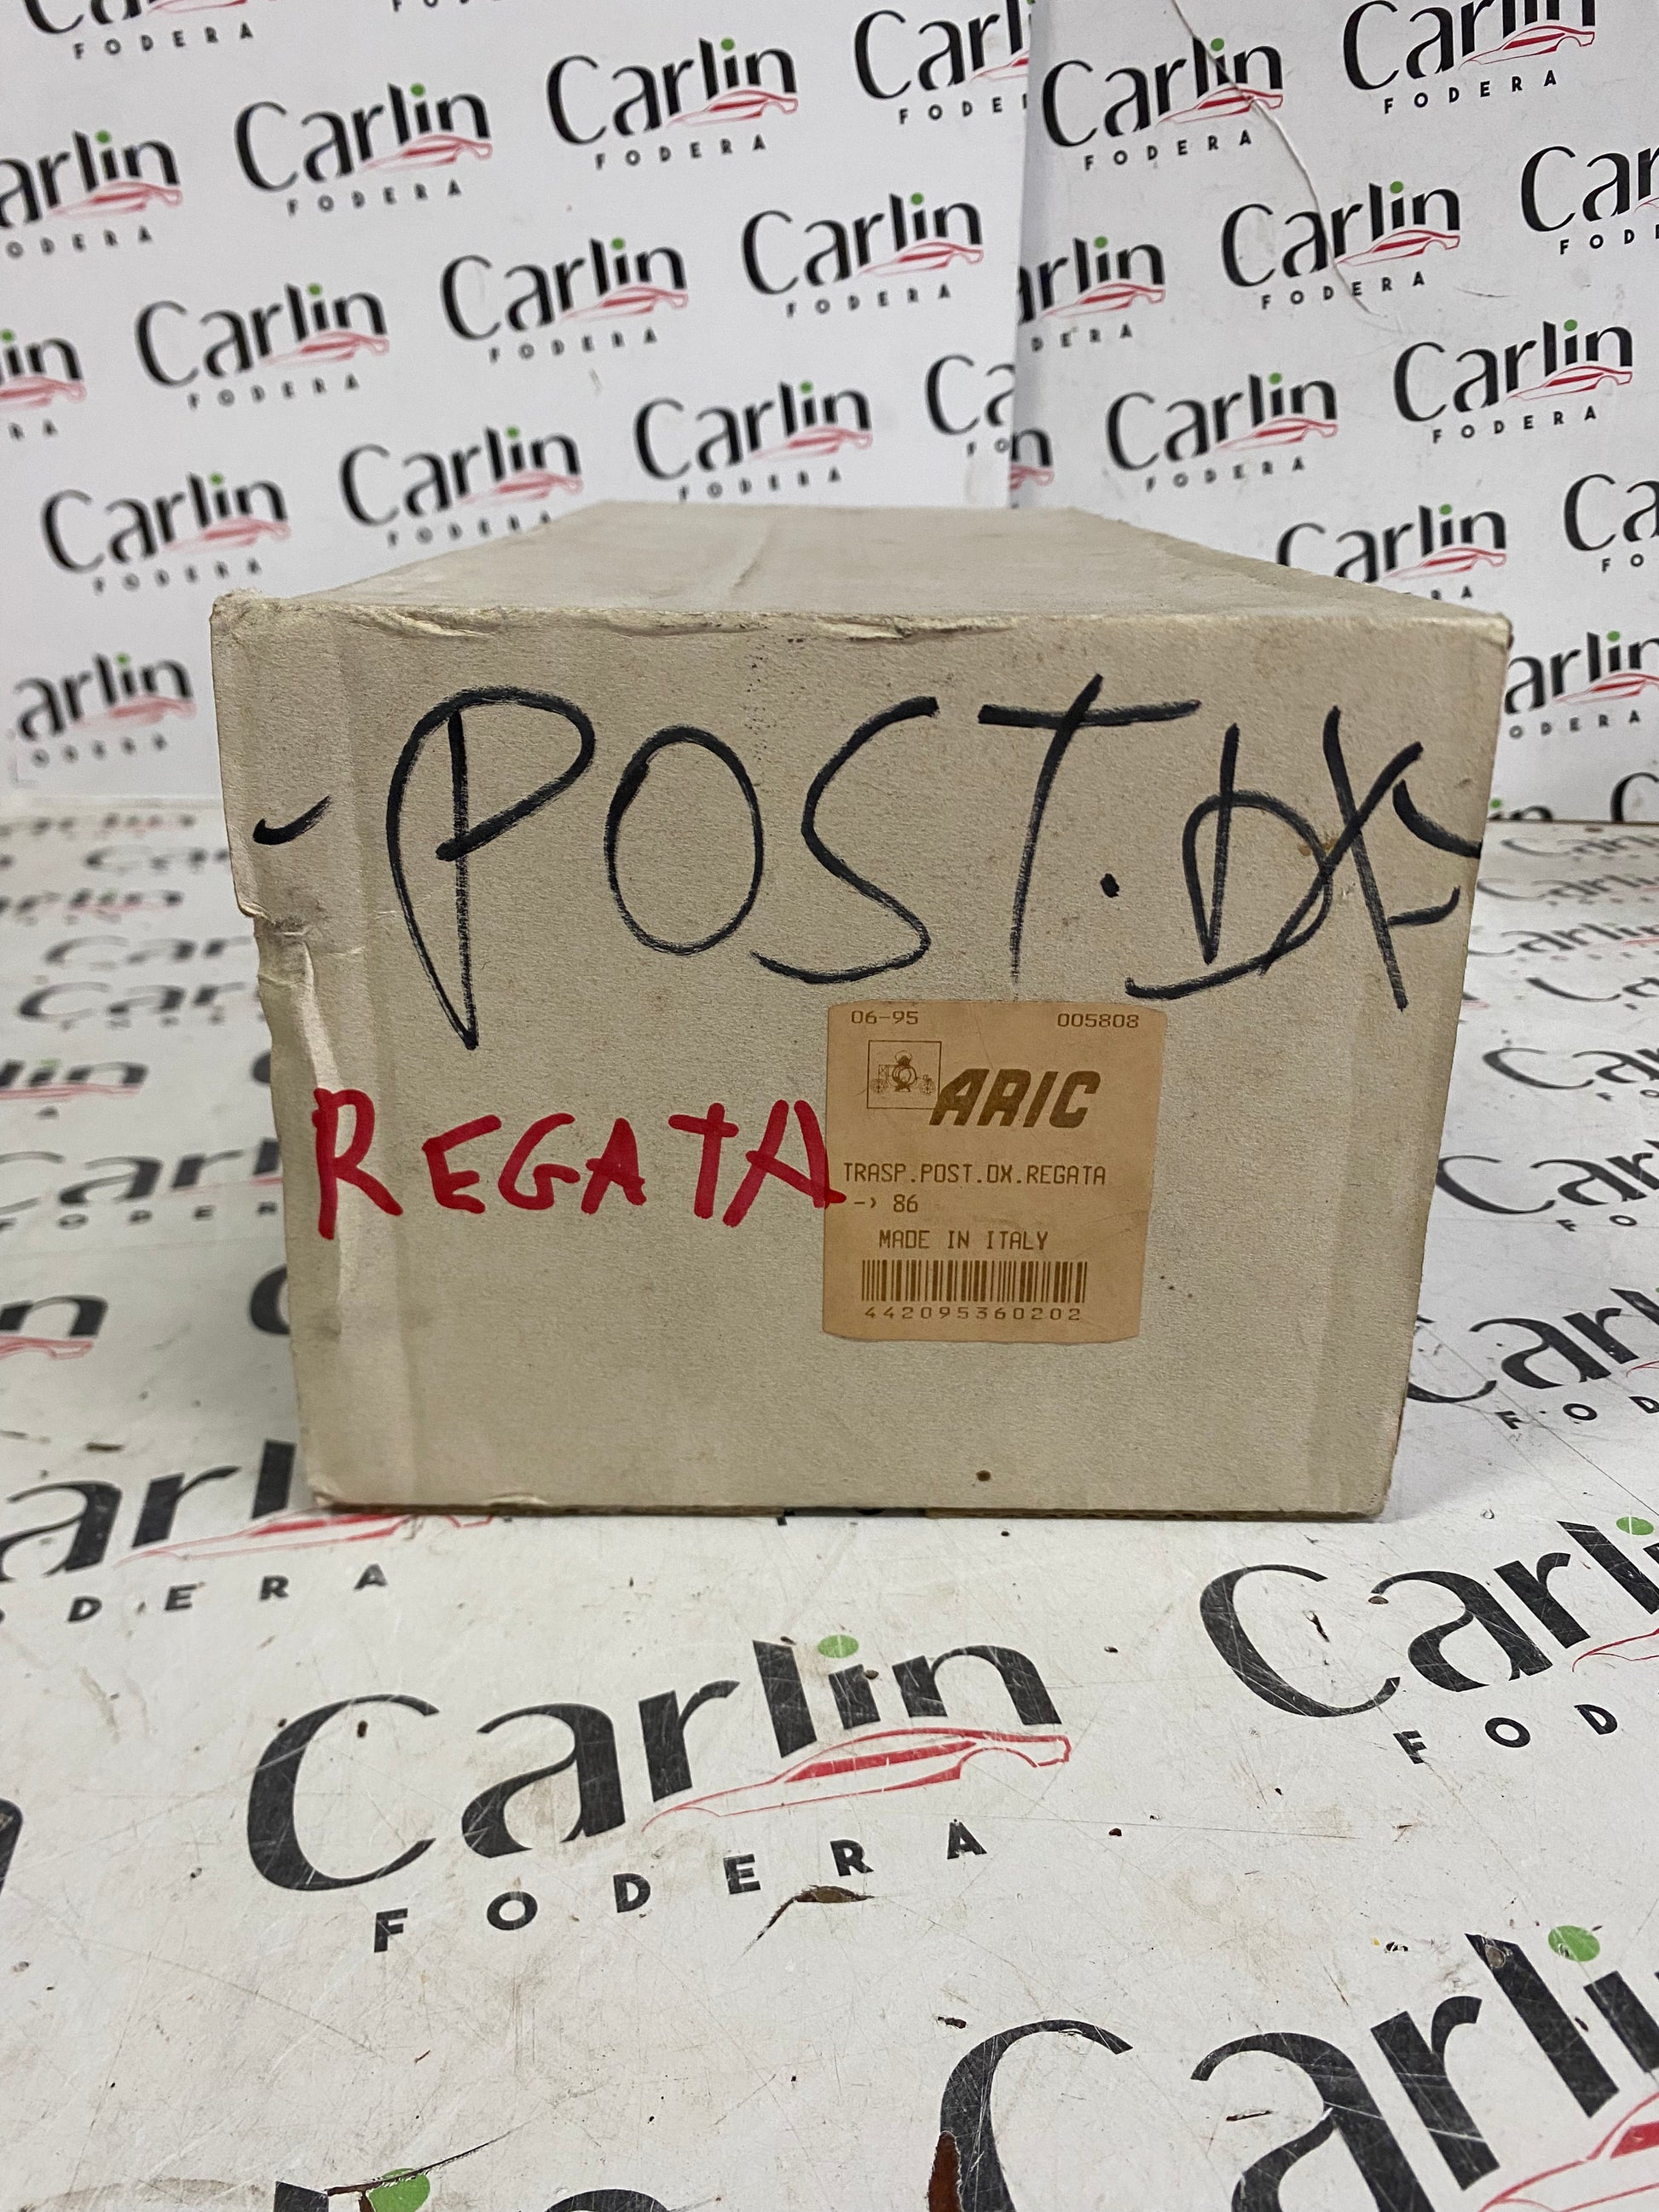 - POST. DX
REGATA
06-95 005808
ARIC
TRASP.POST.DX.REGATA
-> 86
MADE IN ITALY
442095360202
Carlin
FODERA